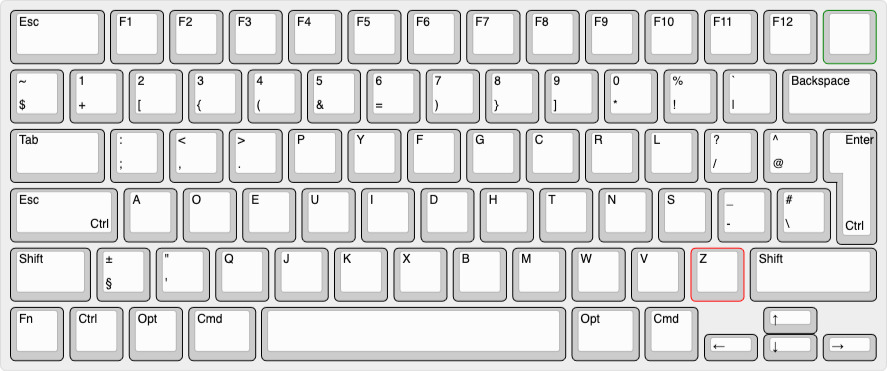 Esc F1 F2 F3 F4 F5 F6 F7 F8 F9 F10 F11 F12
~ 1 2 3 4 5 6 7 8 9 0 % ` Backspace
$ + [ { ( & = ) } ] * ! |
Tab : < > P Y F G C R L ? ^ Enter
; , . / @
Esc A O E U I D H T N S _ #
Ctrl - \ Ctrl
Shift ± " Q J K X B M W V Z Shift
§ '
Fn Ctrl Opt Cmd Opt Cmd ↑
← ↓ →